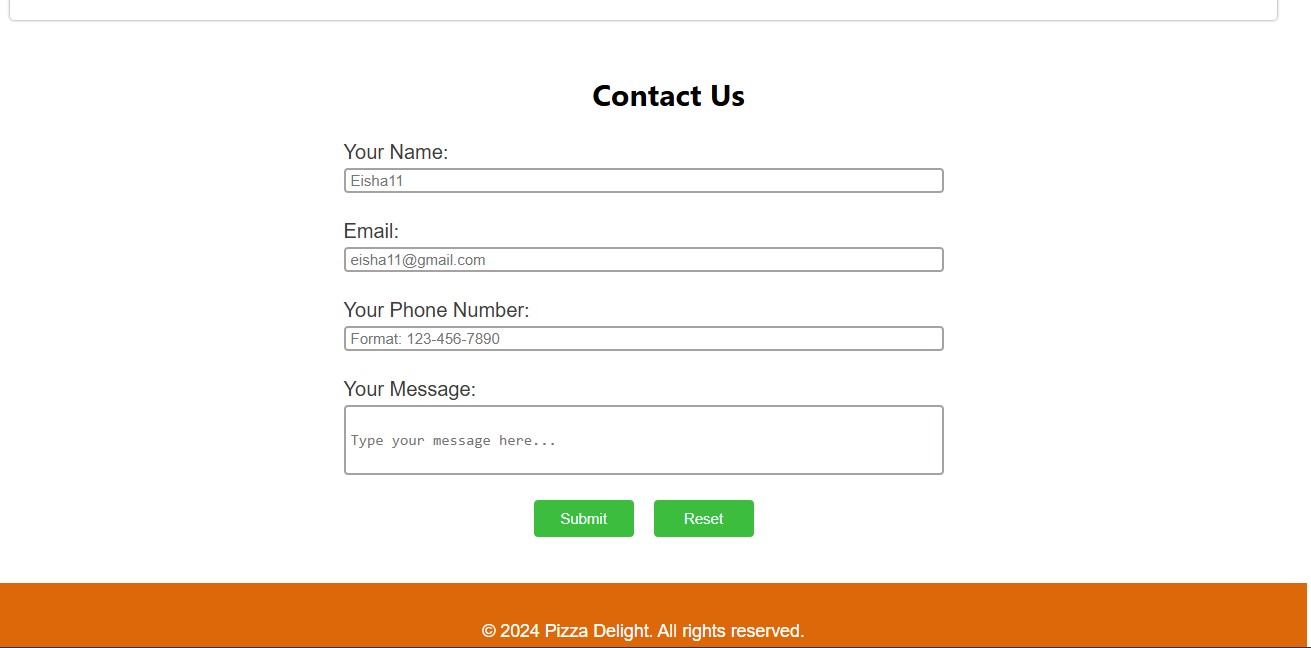 Contact Us
Your Name:
Eisha11
Email:
eisha11@gmail.com
Your Phone Number:
Format: 123-456-7890
Your Message:
Type your message here...
Submit Reset
© 2024 Pizza Delight. All rights reserved.